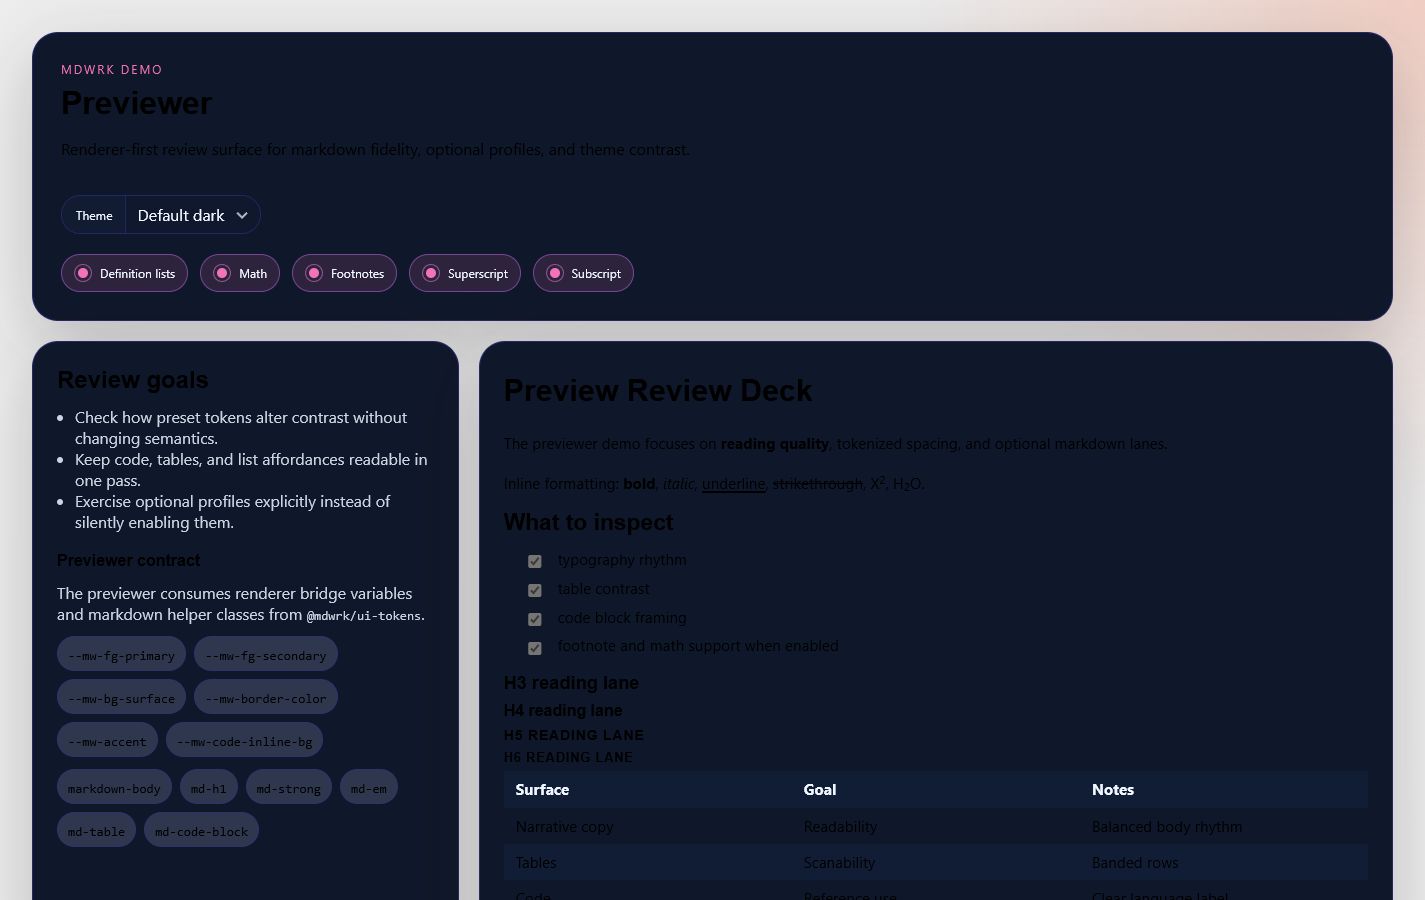 MDWRK DEMO
Previewer
Renderer-first review surface for markdown fidelity, optional profiles, and theme contrast.
Theme Default dark
Definition lists Math Footnotes Superscript Subscript
Review goals
• Check how preset tokens alter contrast without
changing semantics.
• Keep code, tables, and list affordances readable in
one pass.
• Exercise optional profiles explicitly instead of
silently enabling them.
Previewer contract
The previewer consumes renderer bridge variables
and markdown helper classes from @mdwrk/ui-tokens.
--mw-fg-primary --mw-fg-secondary
--mw-bg-surface --mw-border-color
--mw-accent --mw-code-inline-bg
markdown-body md-h1 md-strong md-em
md-table md-code-block
Preview Review Deck
The previewer demo focuses on reading quality, tokenized spacing, and optional markdown lanes.
Inline formatting: bold, italic, underline, strikethrough, X², H₂O.
What to inspect
typography rhythm
table contrast
code block framing
footnote and math support when enabled
H3 reading lane
H4 reading lane
H5 READING LANE
H6 READING LANE
Surface Goal Notes
Narrative copy Readability Balanced body rhythm
Tables Scanability Banded rows
Code Reference use Clear language label